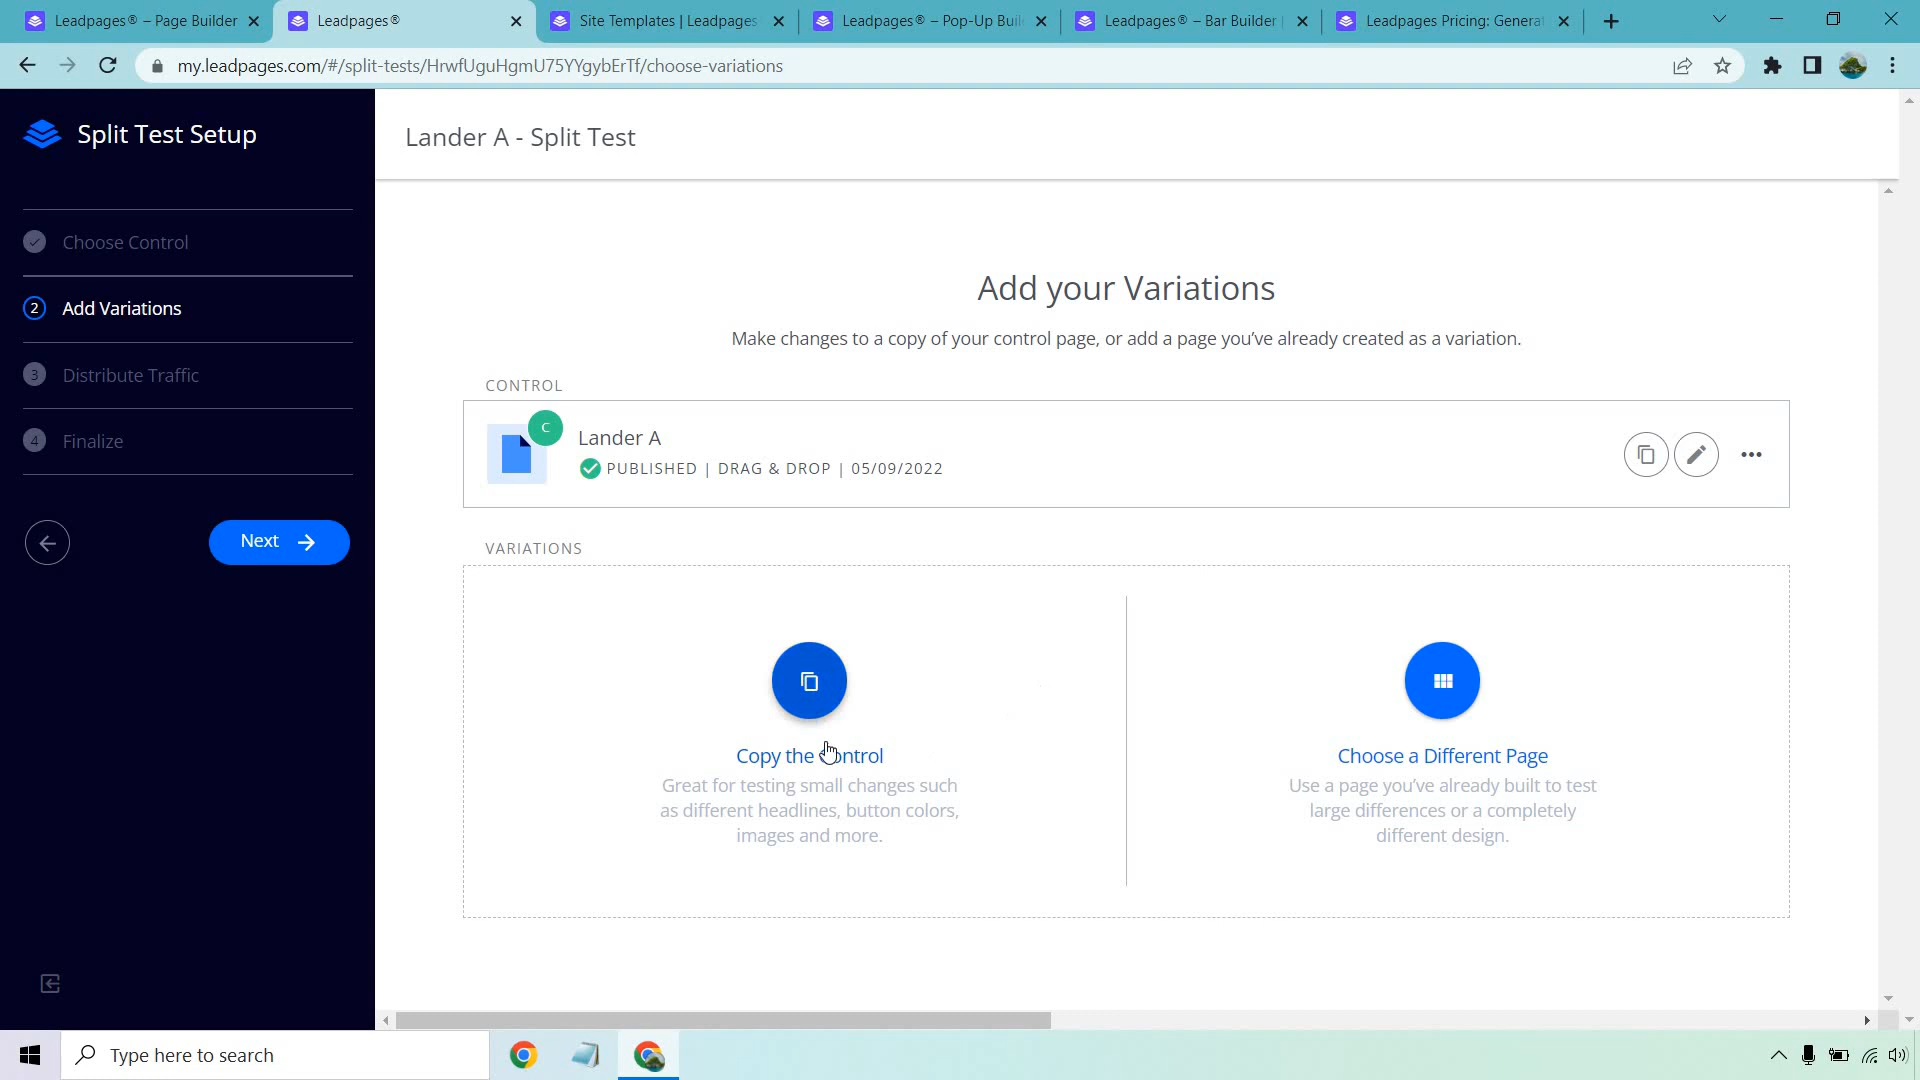 Leadpages® – Page Builder
Leadpages®
Site Templates | Leadpages
Leadpages® – Pop-Up Buil
Leadpages® – Bar Builder |
Leadpages Pricing: Generat
my.leadpages.com/#/split-tests/HrwfUguHgmU75YYgybErTf/choose-variations
Split Test Setup
Choose Control
2 Add Variations
3 Distribute Traffic
4 Finalize
Next
Lander A - Split Test
Add your Variations
Make changes to a copy of your control page, or add a page you’ve already created as a variation.
CONTROL
C
Lander A
PUBLISHED | DRAG & DROP | 05/09/2022
VARIATIONS
Copy the Control
Great for testing small changes such
as different headlines, button colors,
images and more.
Choose a Different Page
Use a page you’ve already built to test
large differences or a completely
different design.
Type here to search